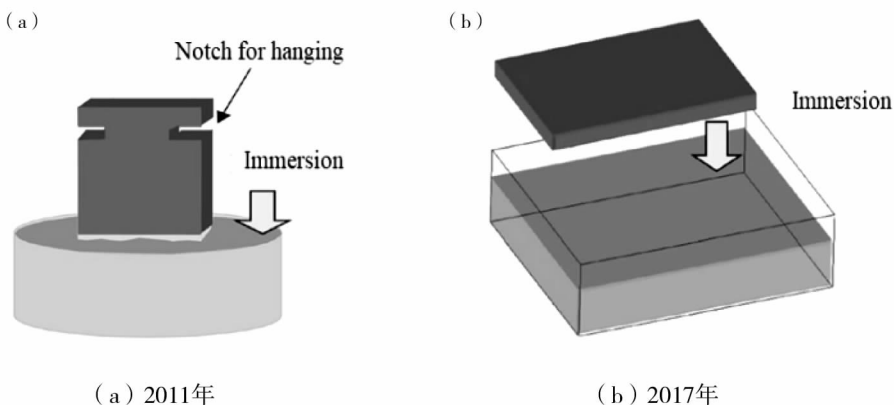 (a)
(b)
Notch for hanging
Immersion
Immersion
(a) 2011年
(b) 2017年